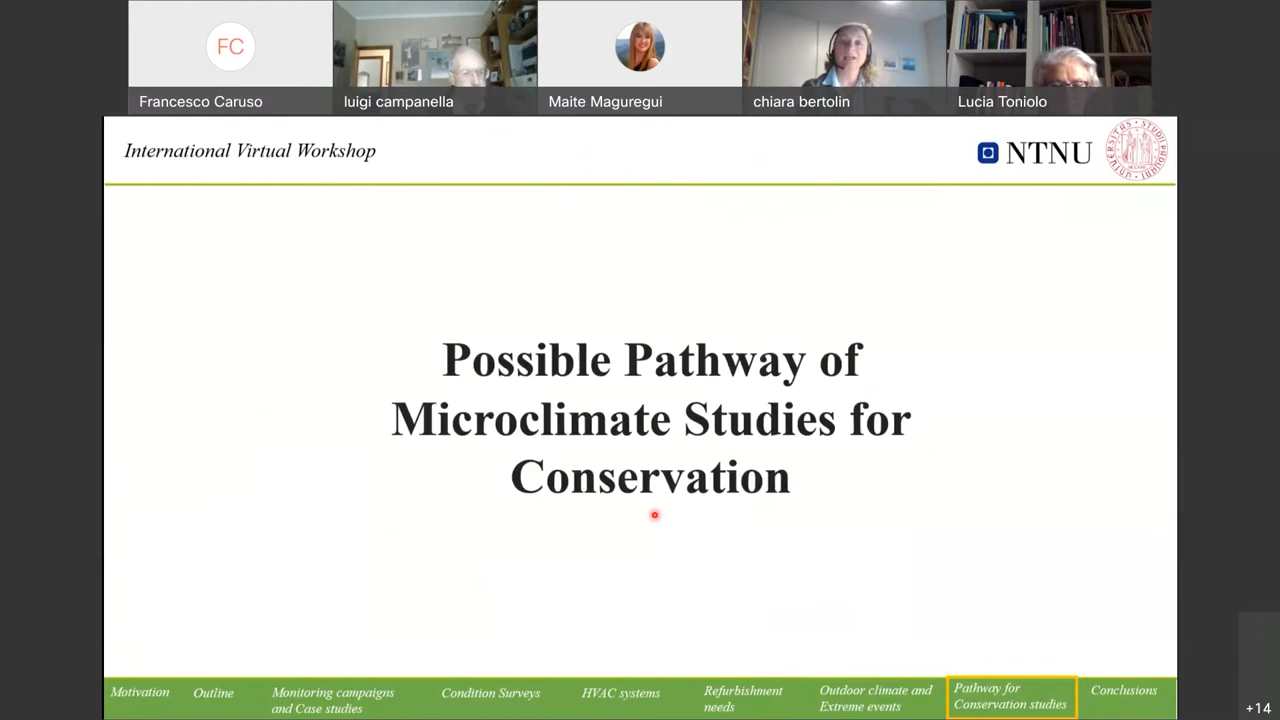 FC
Francesco Caruso
luigi campanella
Maite Maguregui
chiara bertolin
Lucia Toniolo
International Virtual Workshop
NTNU
Possible Pathway of
Microclimate Studies for
Conservation
Motivation
Outline
Monitoring campaigns
and Case studies
Condition Surveys
HVAC systems
Refurbishment
needs
Outdoor climate and
Extreme events
Pathway for
Conservation studies
Conclusions
+14